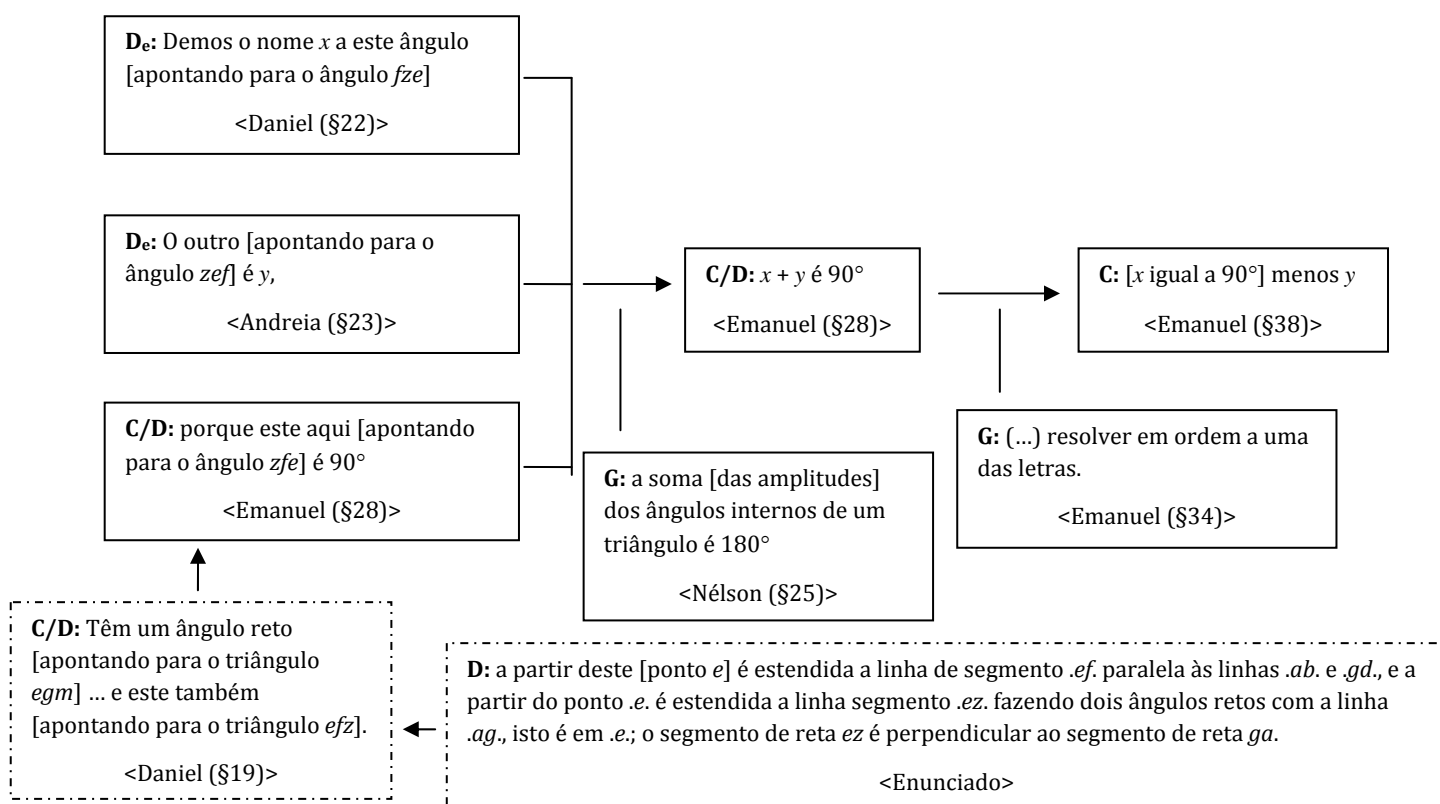 Dₑ: Demos o nome x a este ângulo
[apontando para o ângulo fze]
<Daniel (§22)>
Dₑ: O outro [apontando para o
ângulo zef] é y,
<Andreia (§23)>
C/D: porque este aqui [apontando
para o ângulo zfe] é 90°
<Emanuel (§28)>
C/D: x + y é 90°
<Emanuel (§28)>
C: [x igual a 90°] menos y
<Emanuel (§38)>
G: a soma [das amplitudes]
dos ângulos internos de um
triângulo é 180°
<Nélson (§25)>
G: (…) resolver em ordem a uma
das letras.
<Emanuel (§34)>
C/D: Têm um ângulo reto
[apontando para o triângulo
egm] … e este também
[apontando para o triângulo efz].
<Daniel (§19)>
D: a partir deste [ponto e] é estendida a linha de segmento .ef. paralela às linhas .ab. e .gd., e a
partir do ponto .e. é estendida a linha segmento .ez. fazendo dois ângulos retos com a linha
.ag., isto é em .e.; o segmento de reta ez é perpendicular ao segmento de reta ga.
<Enunciado>